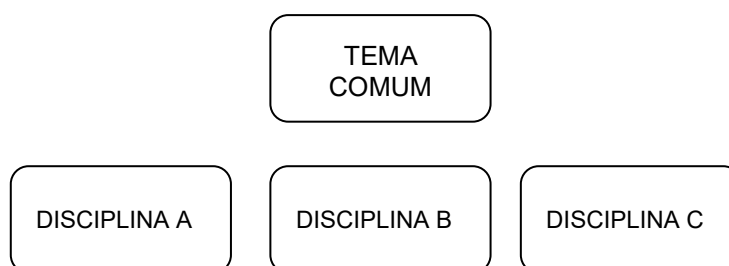 TEMA
COMUM
DISCIPLINA A
DISCIPLINA B
DISCIPLINA C